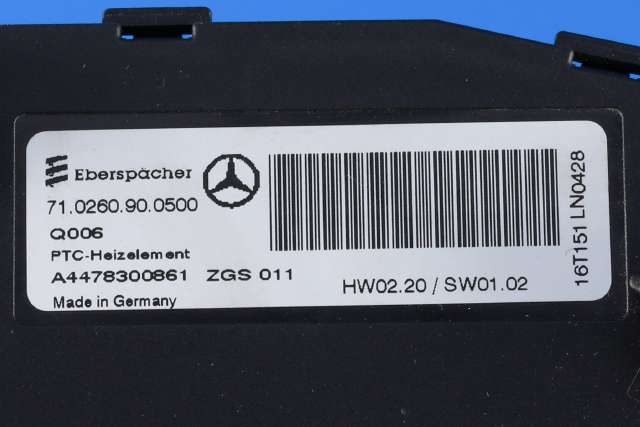 Eberspächer
71.0260.90.0500
Q006
PTC-Heizelement
A4478300861 ZGS 011
Made in Germany
HW02.20 / SW01.02
16T151 LN0428